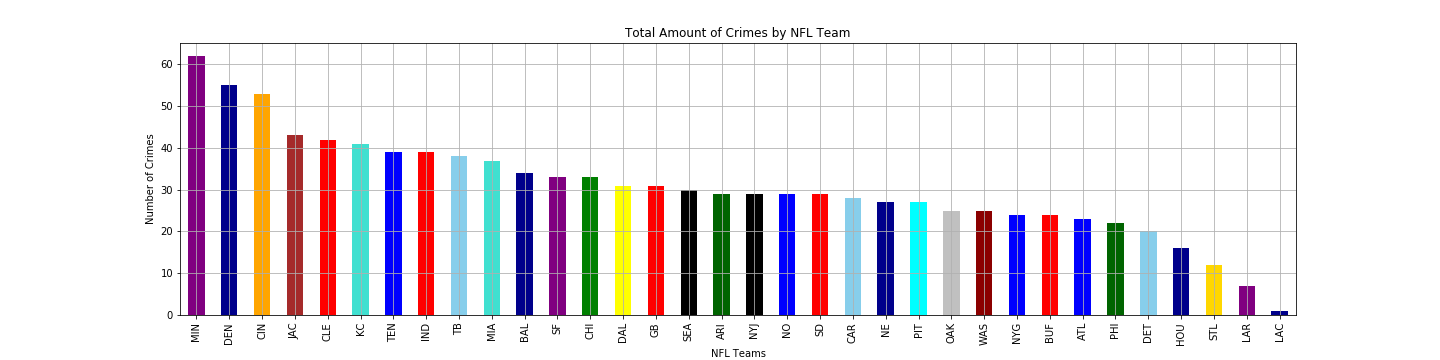 Total Amount of Crimes by NFL Team
Number of Crimes
60
50
40
30
20
10
0
MIN DEN CIN JAC CLE KC TEN IND TB MIA BAL SF CHI DAL GB SEA ARI NYJ NO SD CAR NE PIT OAK WAS NYG BUF ATL PHI DET HOU STL LAR LAC
NFL Teams